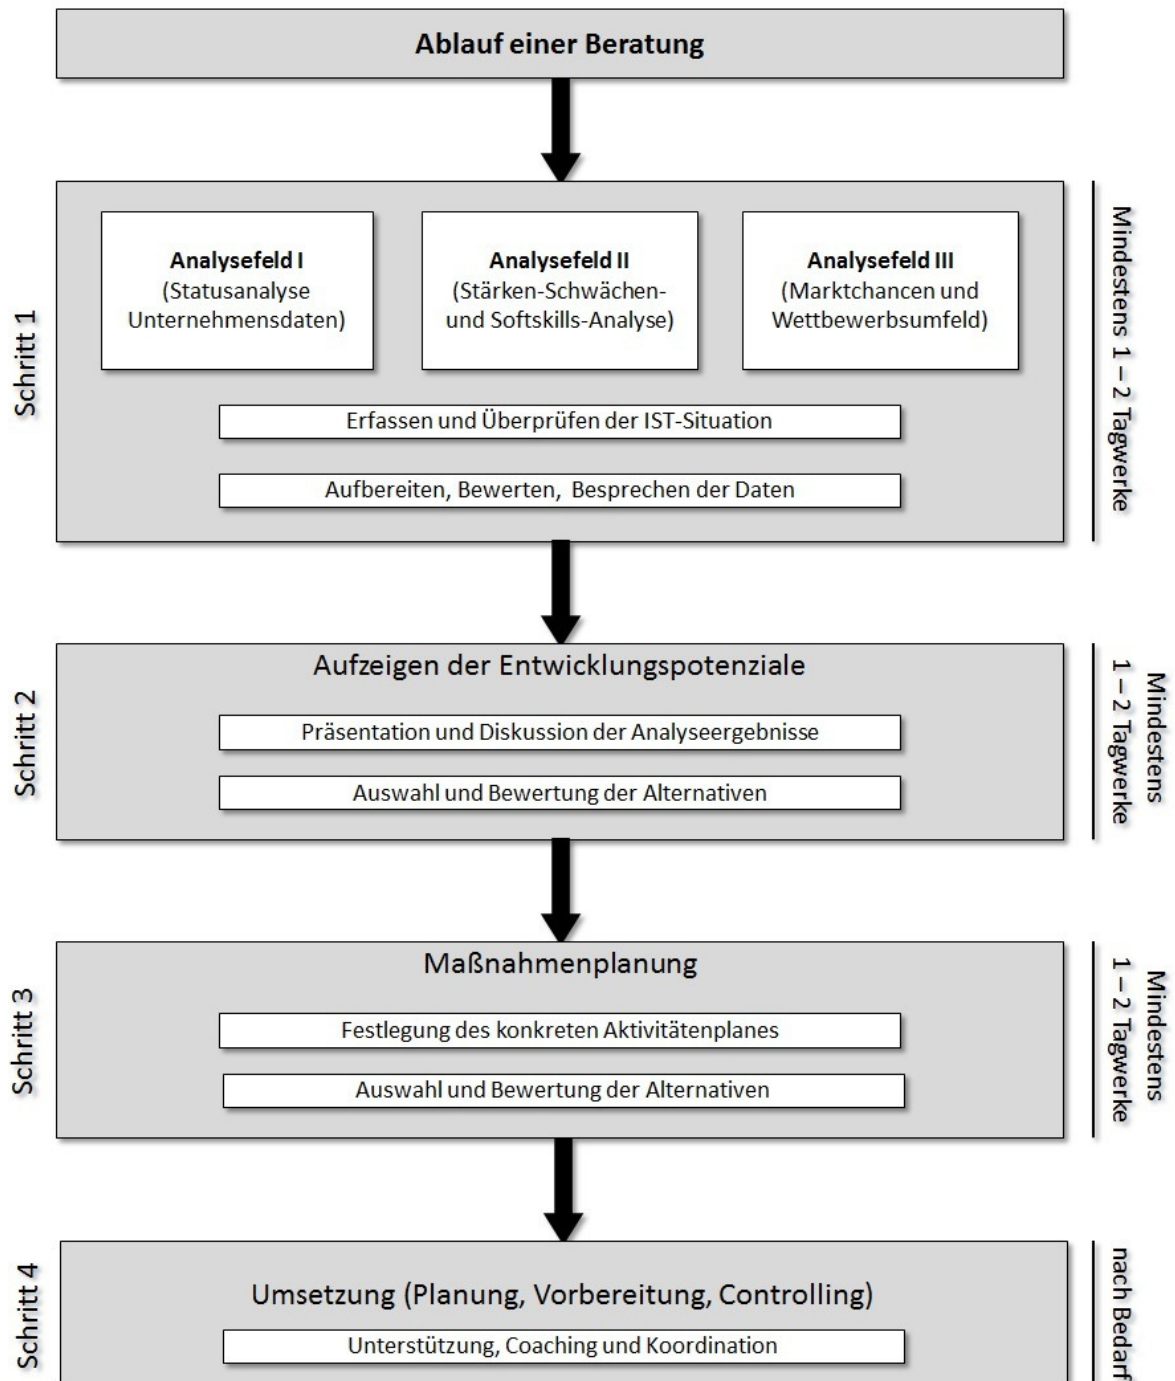 Ablauf einer Beratung
Schritt 1
Analysefeld I
(Statusanalyse
Unternehmensdaten)
Analysefeld II
(Stärken-Schwächen-
und Softskills-Analyse)
Analysefeld III
(Marktchancen und
Wettbewerbsumfeld)
Erfassen und Überprüfen der IST-Situation
Aufbereiten, Bewerten, Besprechen der Daten
Mindestens 1 – 2 Tagwerke
Schritt 2
Aufzeigen der Entwicklungspotenziale
Präsentation und Diskussion der Analyseergebnisse
Auswahl und Bewertung der Alternativen
Mindestens
1 – 2 Tagwerke
Schritt 3
Maßnahmenplanung
Festlegung des konkreten Aktivitätenplanes
Auswahl und Bewertung der Alternativen
Mindestens
1 – 2 Tagwerke
Schritt 4
Umsetzung (Planung, Vorbereitung, Controlling)
Unterstützung, Coaching und Koordination
nach Bedarf